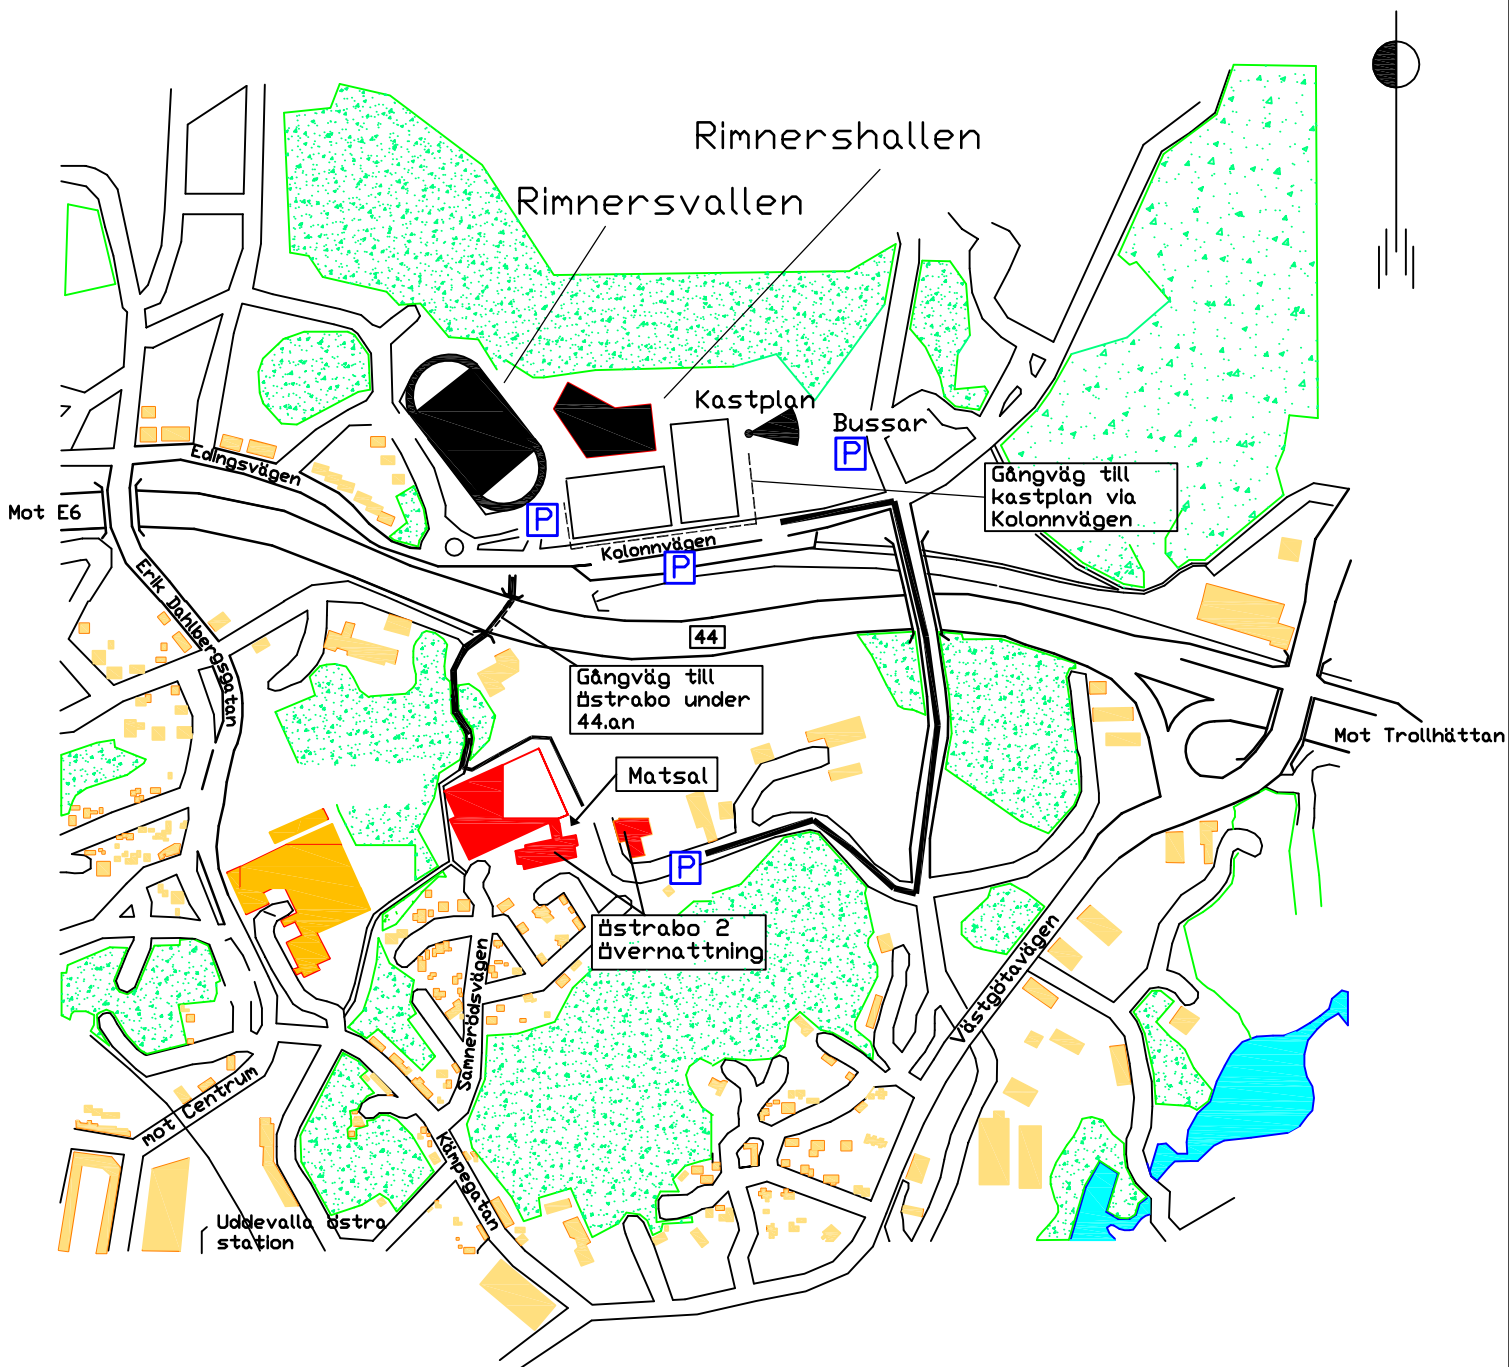 Rimnershallen
Rimnersvallen
Kastplan
Bussar
P
Edingsvägen
Gångväg till
kastplan via
Kolonnvägen
Mot E6
P
Kolonnvägen
P
Erik Dahlbergsgatan
44
Gångväg till
östrabo under
44.an
Mot Trollhättan
Matsal
P
östrabo 2
övernattning
Västgötavägen
Samnerödsvägen
mot Centrum
Kämpegatan
Uddevalla östra
station